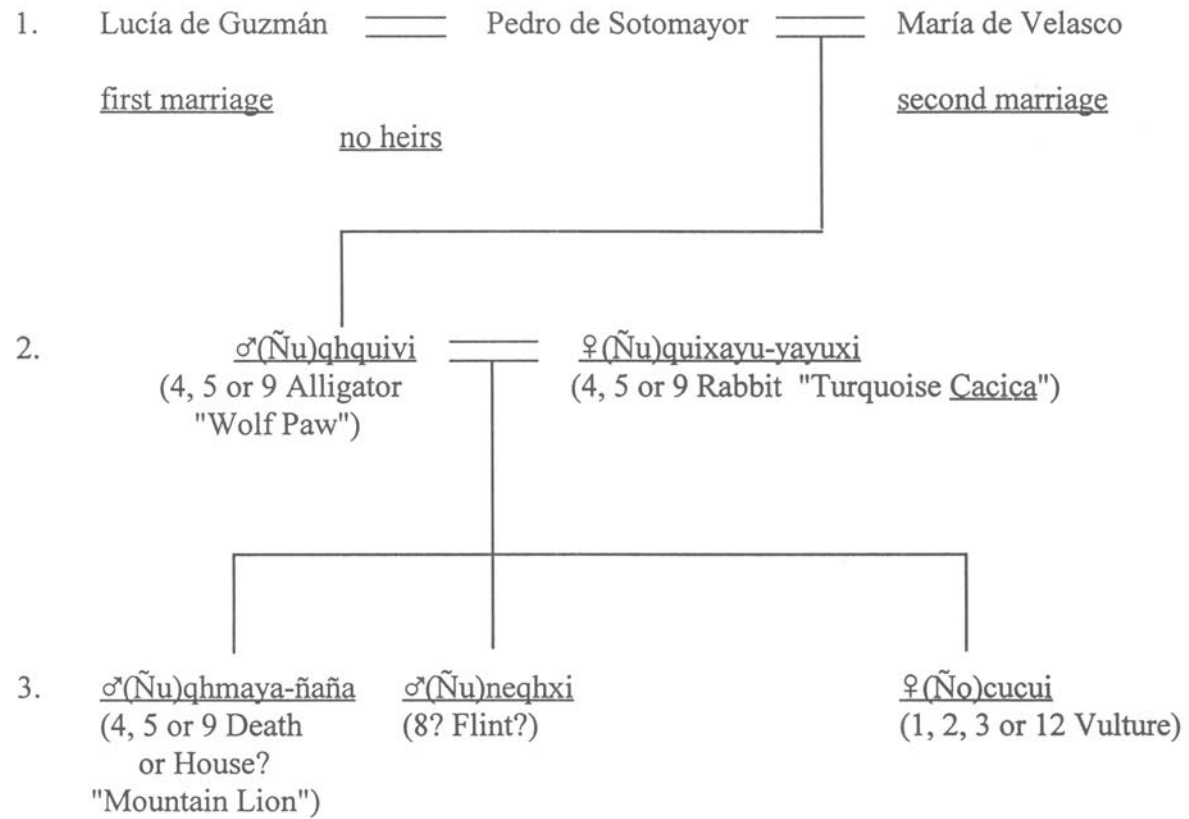 1. Lucía de Guzmán Pedro de Sotomayor María de Velasco
first marriage second marriage
no heirs
2. ♂(Ñu)qhquivi ♀(Ñu)quixayu-yayuxi
(4, 5 or 9 Alligator (4, 5 or 9 Rabbit "Turquoise Cacica")
"Wolf Paw")
3. ♂(Ñu)qhmaya-ñaña ♂(Ñu)neqhxi ♀(Ño)cucui
(4, 5 or 9 Death (8? Flint?) (1, 2, 3 or 12 Vulture)
or House?
"Mountain Lion")